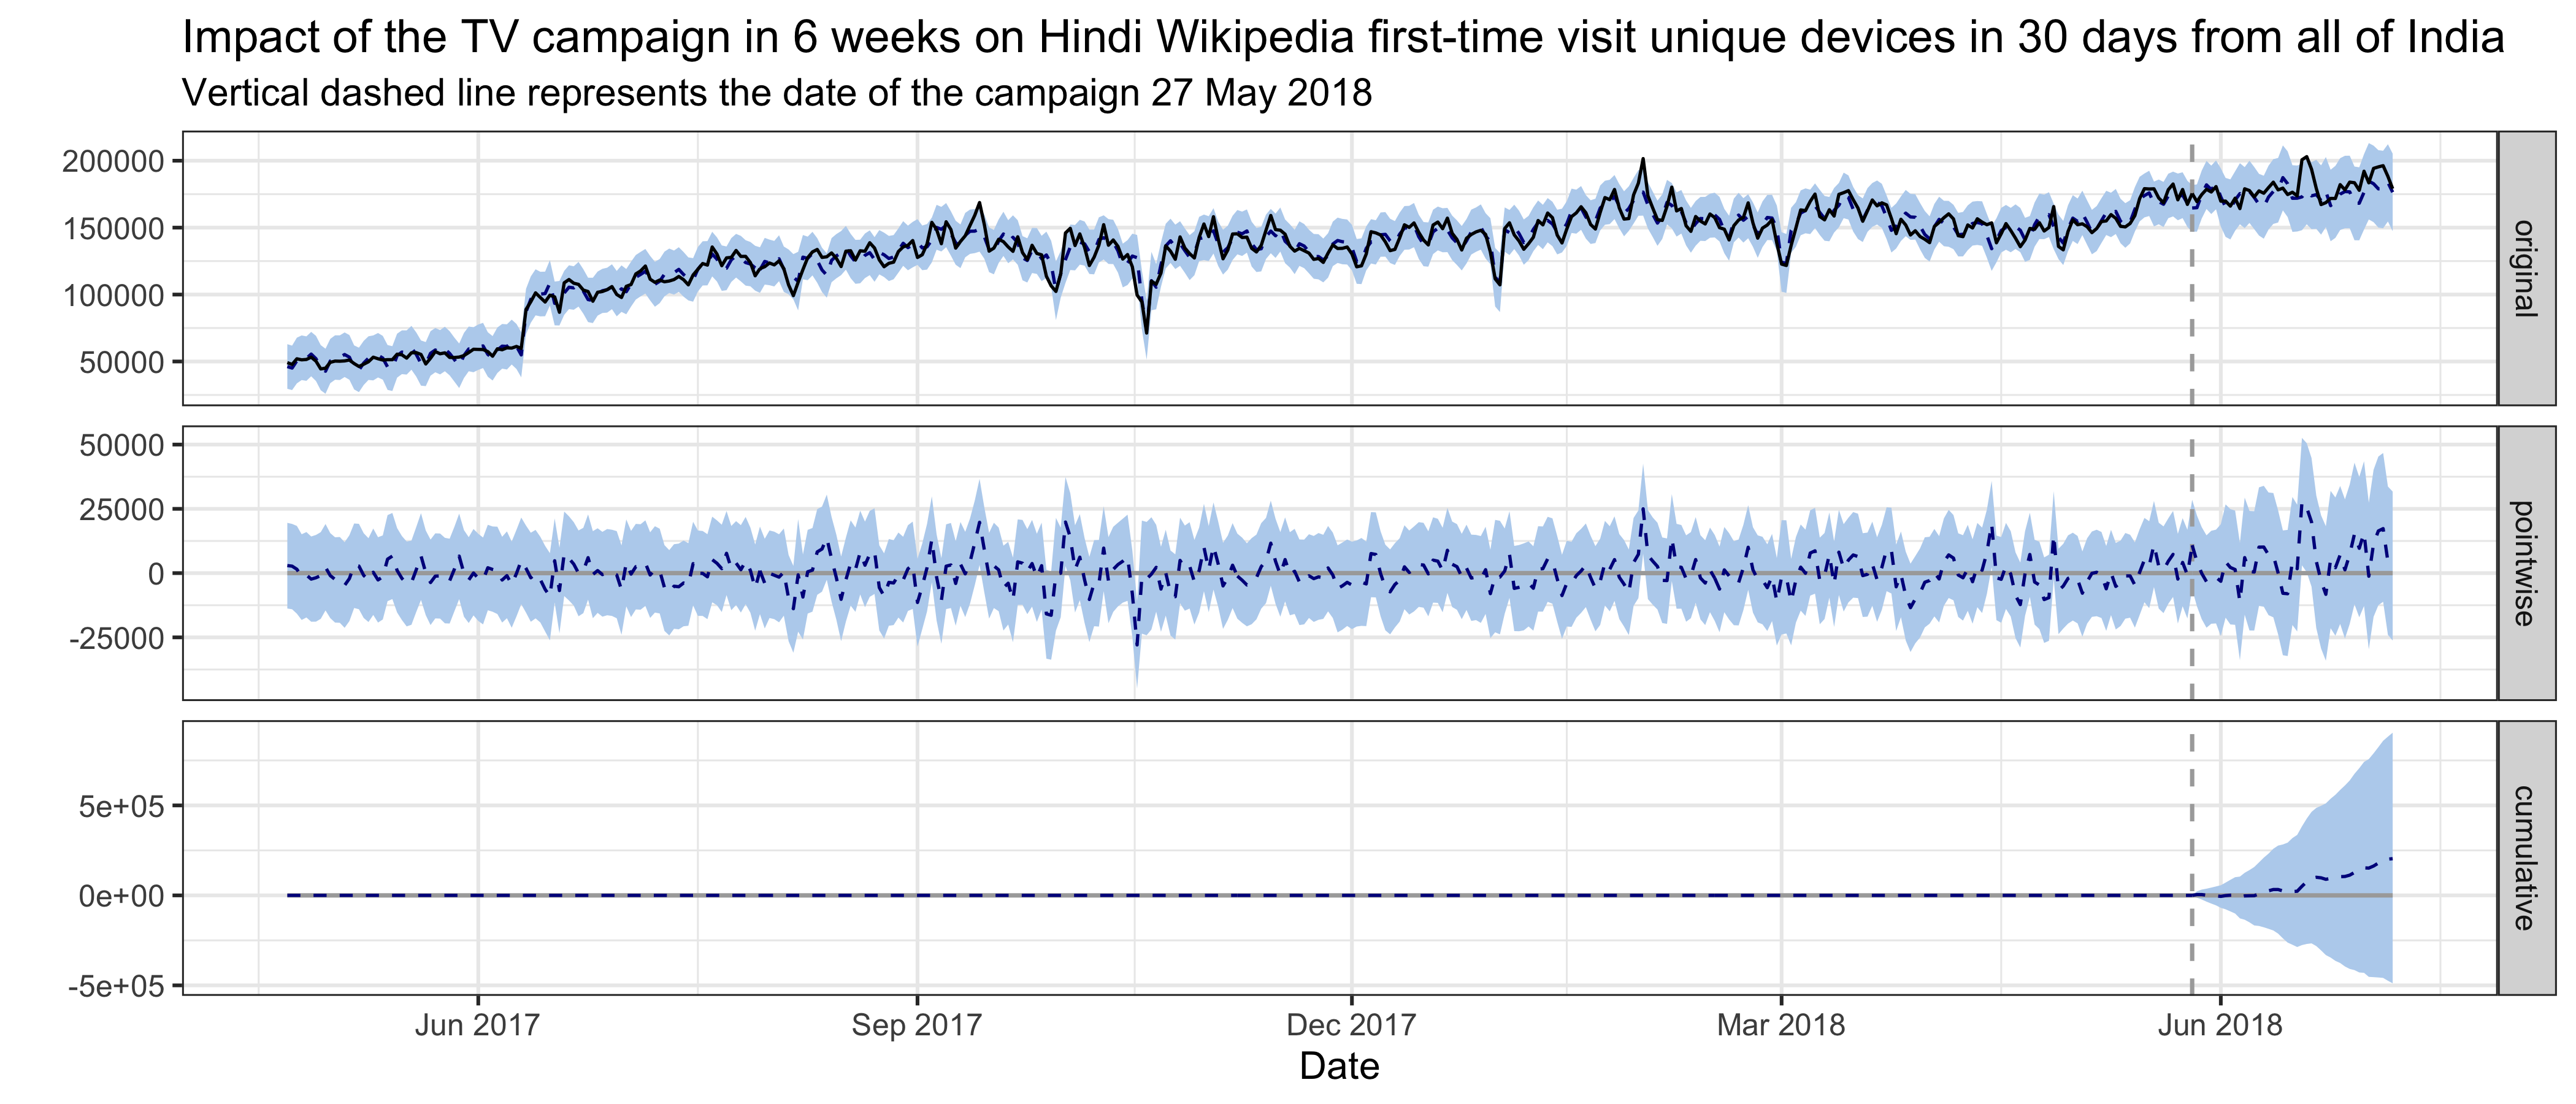 Impact of the TV campaign in 6 weeks on Hindi Wikipedia first-time visit unique devices in 30 days from all of India
Vertical dashed line represents the date of the campaign 27 May 2018
200000
150000
100000
50000
original
50000
25000
0
-25000
pointwise
5e+05
0e+00
-5e+05
cumulative
Jun 2017
Sep 2017
Dec 2017
Mar 2018
Jun 2018
Date